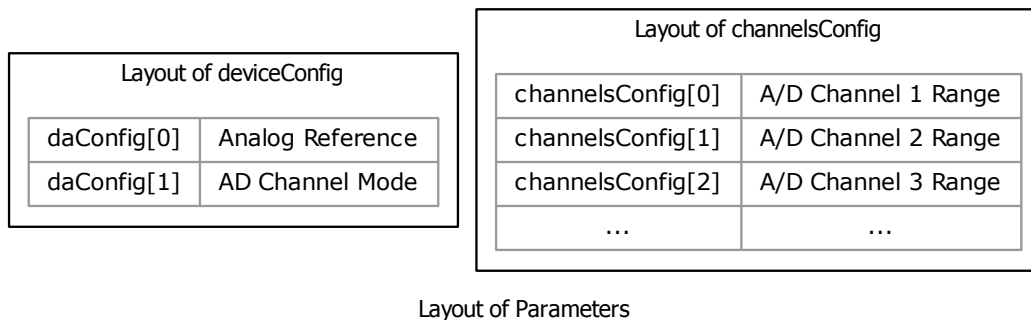 Layout of deviceConfig
daConfig[0] Analog Reference
daConfig[1] AD Channel Mode
Layout of channelsConfig
channelsConfig[0] A/D Channel 1 Range
channelsConfig[1] A/D Channel 2 Range
channelsConfig[2] A/D Channel 3 Range
... ...
Layout of Parameters